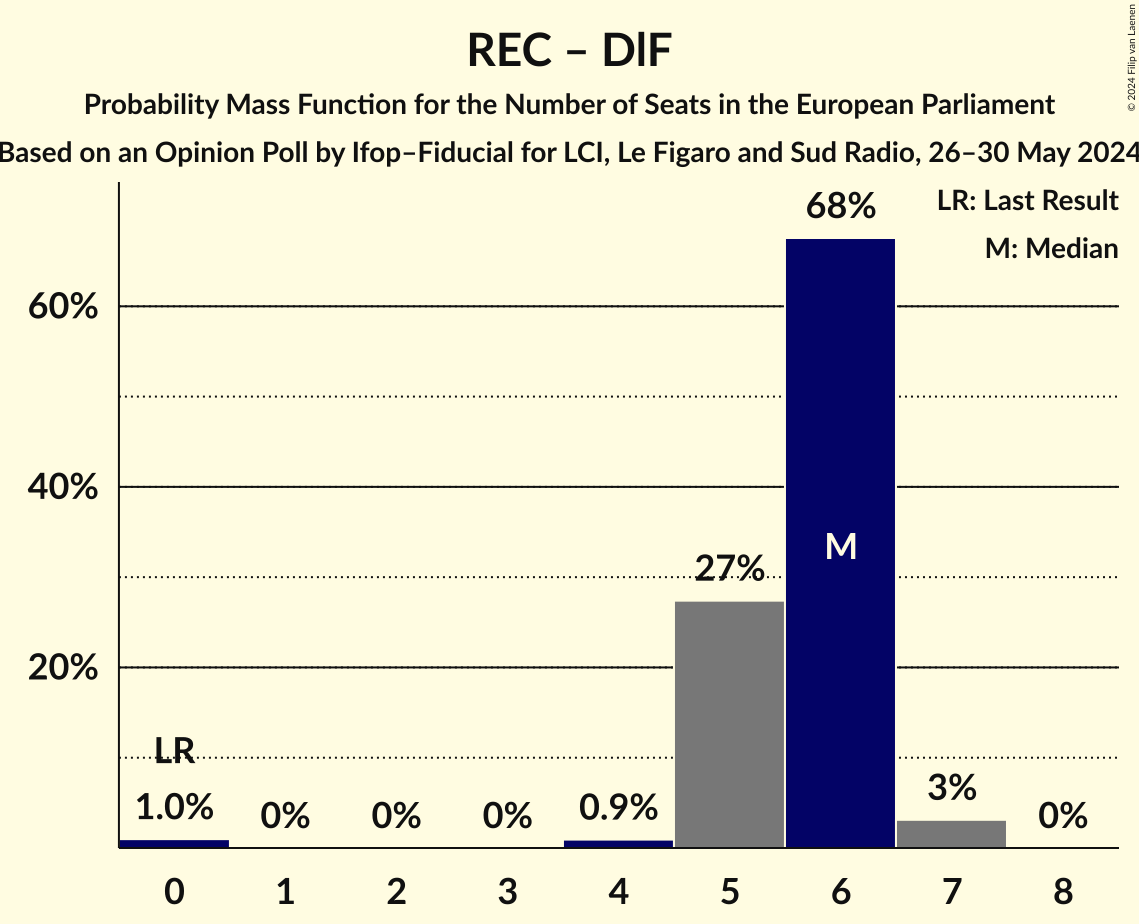 REC – DlF
Probability Mass Function for the Number of Seats in the European Parliament
Based on an Opinion Poll by Ifop–Fiducial for LCI, Le Figaro and Sud Radio, 26–30 May 2024
© 2024 Filip van Laenen
LR: Last Result
M: Median
68%
60%
40%
M
27%
20%
LR
1.0%
0%
0%
0%
0.9%
3%
0%
0 1 2 3 4 5 6 7 8